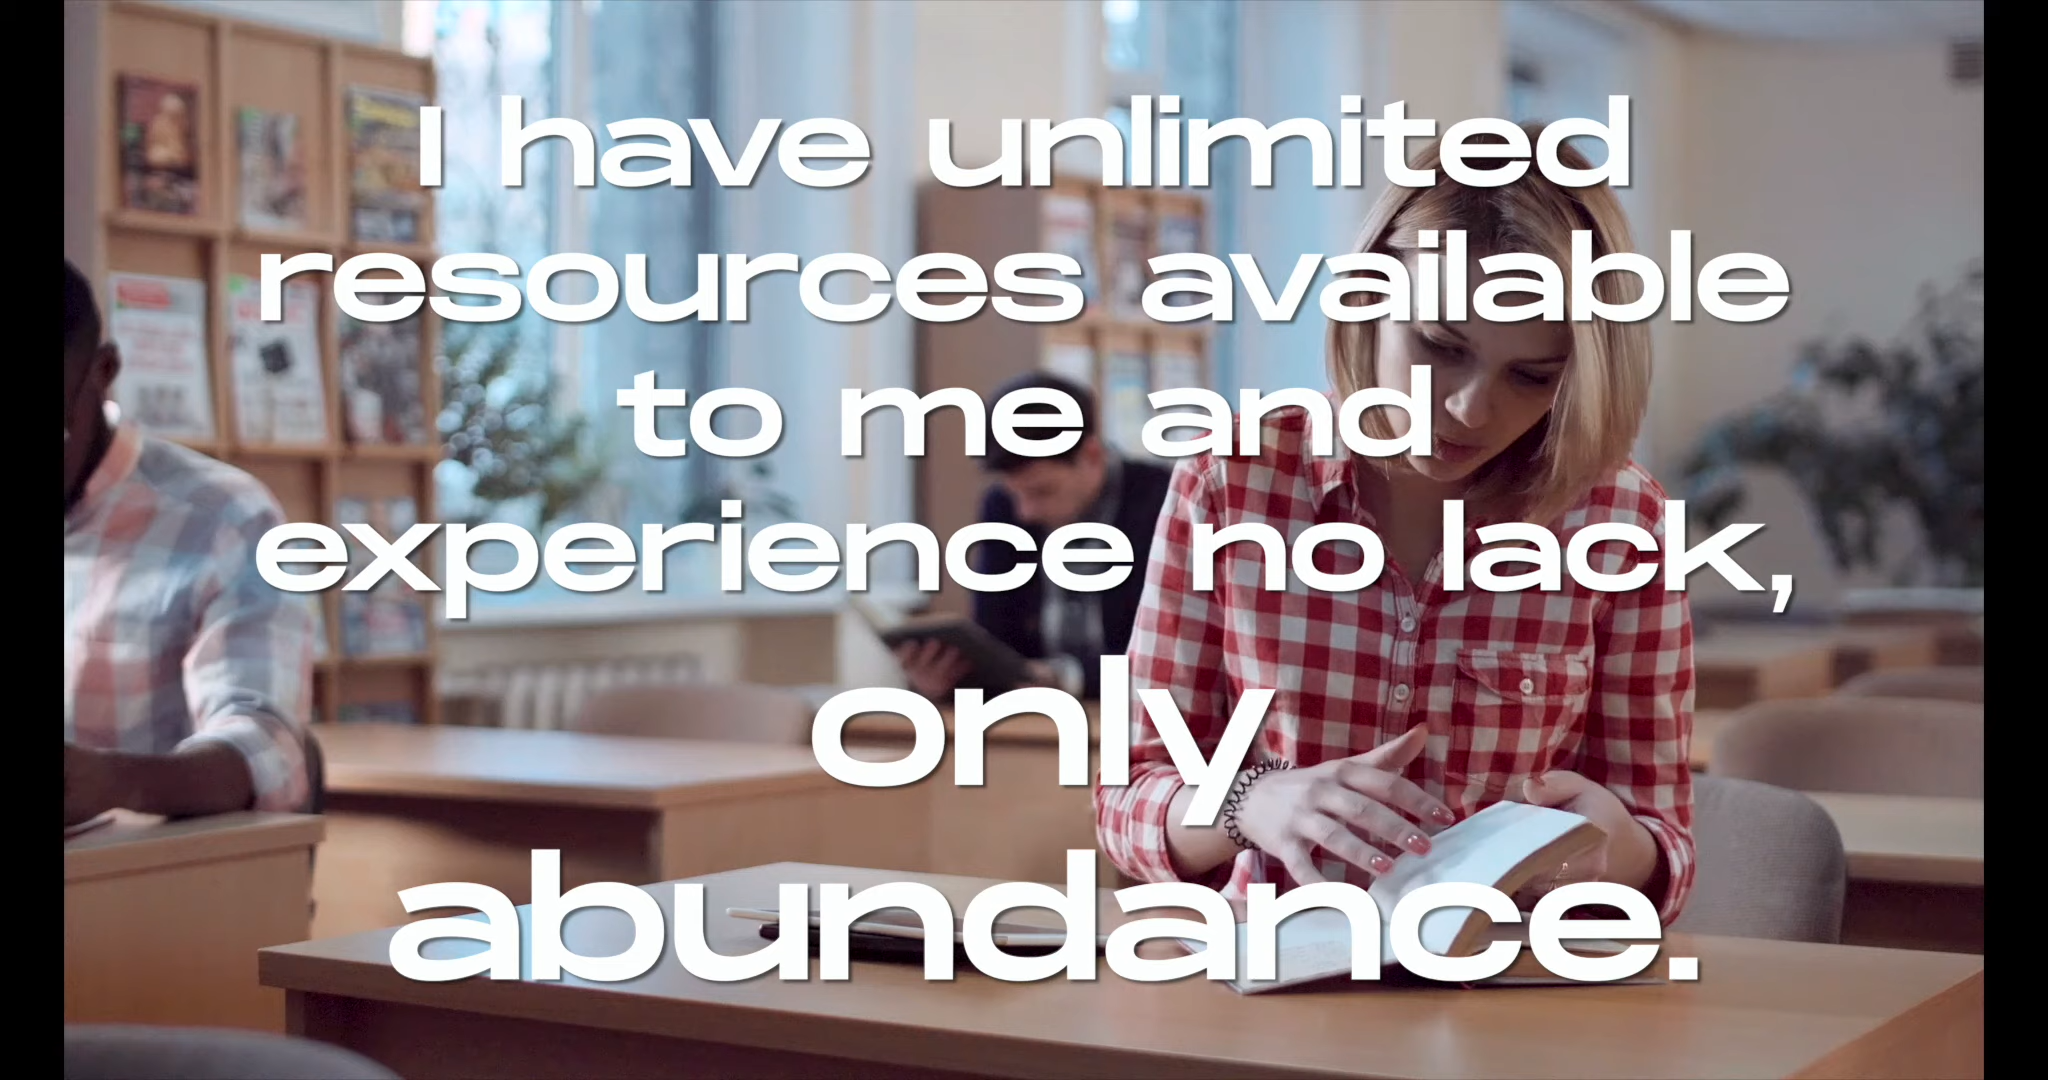 I have unlimited
resources available
to me and
experience no lack,
only
abundance.